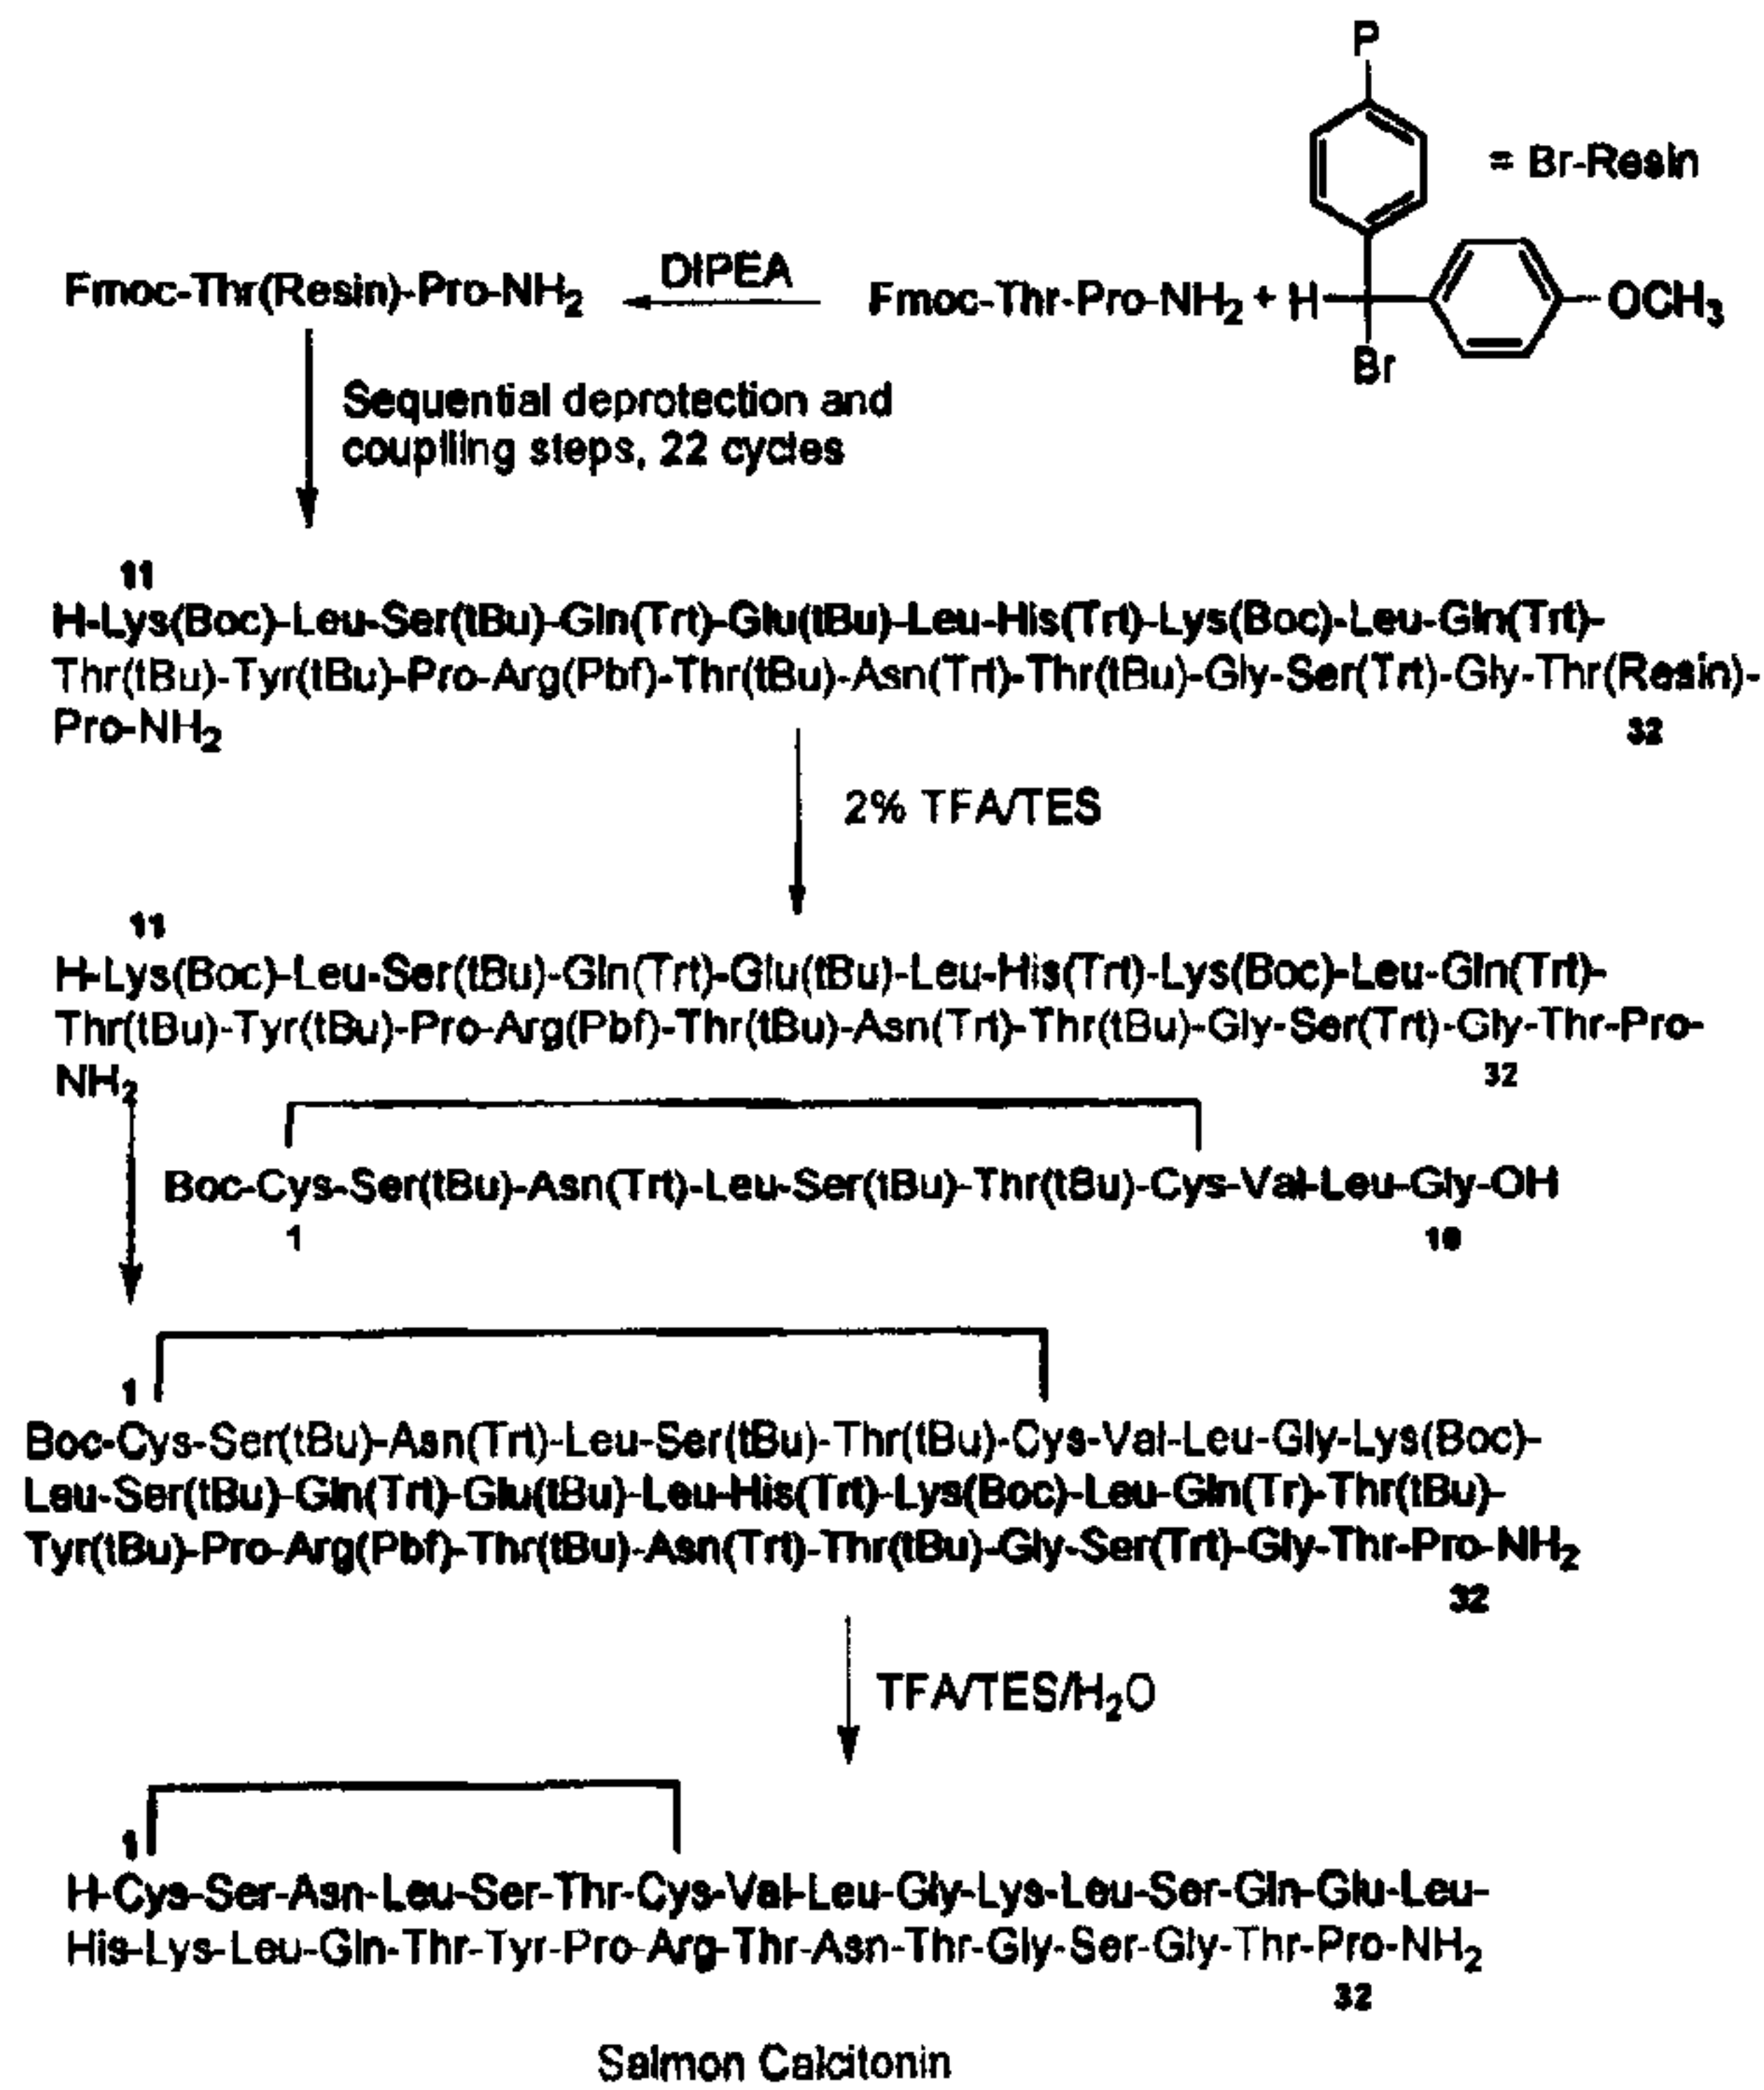 P
= Br-Resin
Fmoc-Thr(Resin)-Pro-NH2
DIPEA
Fmoc-Thr-Pro-NH2 + H
OCH3
Br
Sequential deprotection and
couplling steps, 22 cycles
11
H-Lys(Boc)-Leu-Ser(tBu)-Gln(Trt)-Glu(tBu)-Leu-His(Trt)-Lys(Boc)-Leu-Gln(Trt)-
Thr(tBu)-Tyr(tBu)-Pro-Arg(Pbf)-Thr(tBu)-Asn(Trt)-Thr(tBu)-Gly-Ser(Trt)-Gly-Thr(Resin)-
Pro-NH2
32
2% TFA/TES
11
H-Lys(Boc)-Leu-Ser(tBu)-Gln(Trt)-Glu(tBu)-Leu-His(Trt)-Lys(Boc)-Leu-Gln(Trt)-
Thr(tBu)-Tyr(tBu)-Pro-Arg(Pbf)-Thr(tBu)-Asn(Trt)-Thr(tBu)-Gly-Ser(Trt)-Gly-Thr-Pro-
NH2
32
Boc-Cys-Ser(tBu)-Asn(Trt)-Leu-Ser(tBu)-Thr(tBu)-Cys-Val-Leu-Gly-OH
1
10
1
Boc-Cys-Ser(tBu)-Asn(Trt)-Leu-Ser(tBu)-Thr(tBu)-Cys-Val-Leu-Gly-Lys(Boc)-
Leu-Ser(tBu)-Gln(Trt)-Glu(tBu)-Leu-His(Trt)-Lys(Boc)-Leu-Gln(Tr)-Thr(tBu)-
Tyr(tBu)-Pro-Arg(Pbf)-Thr(tBu)-Asn(Trt)-Thr(tBu)-Gly-Ser(Trt)-Gly-Thr-Pro-NH2
32
TFA/TES/H2O
1
H-Cys-Ser-Asn-Leu-Ser-Thr-Cys-Val-Leu-Gly-Lys-Leu-Ser-Gln-Glu-Leu-
His-Lys-Leu-Gln-Thr-Tyr-Pro-Arg-Thr-Asn-Thr-Gly-Ser-Gly-Thr-Pro-NH2
32
Salmon Calcitonin